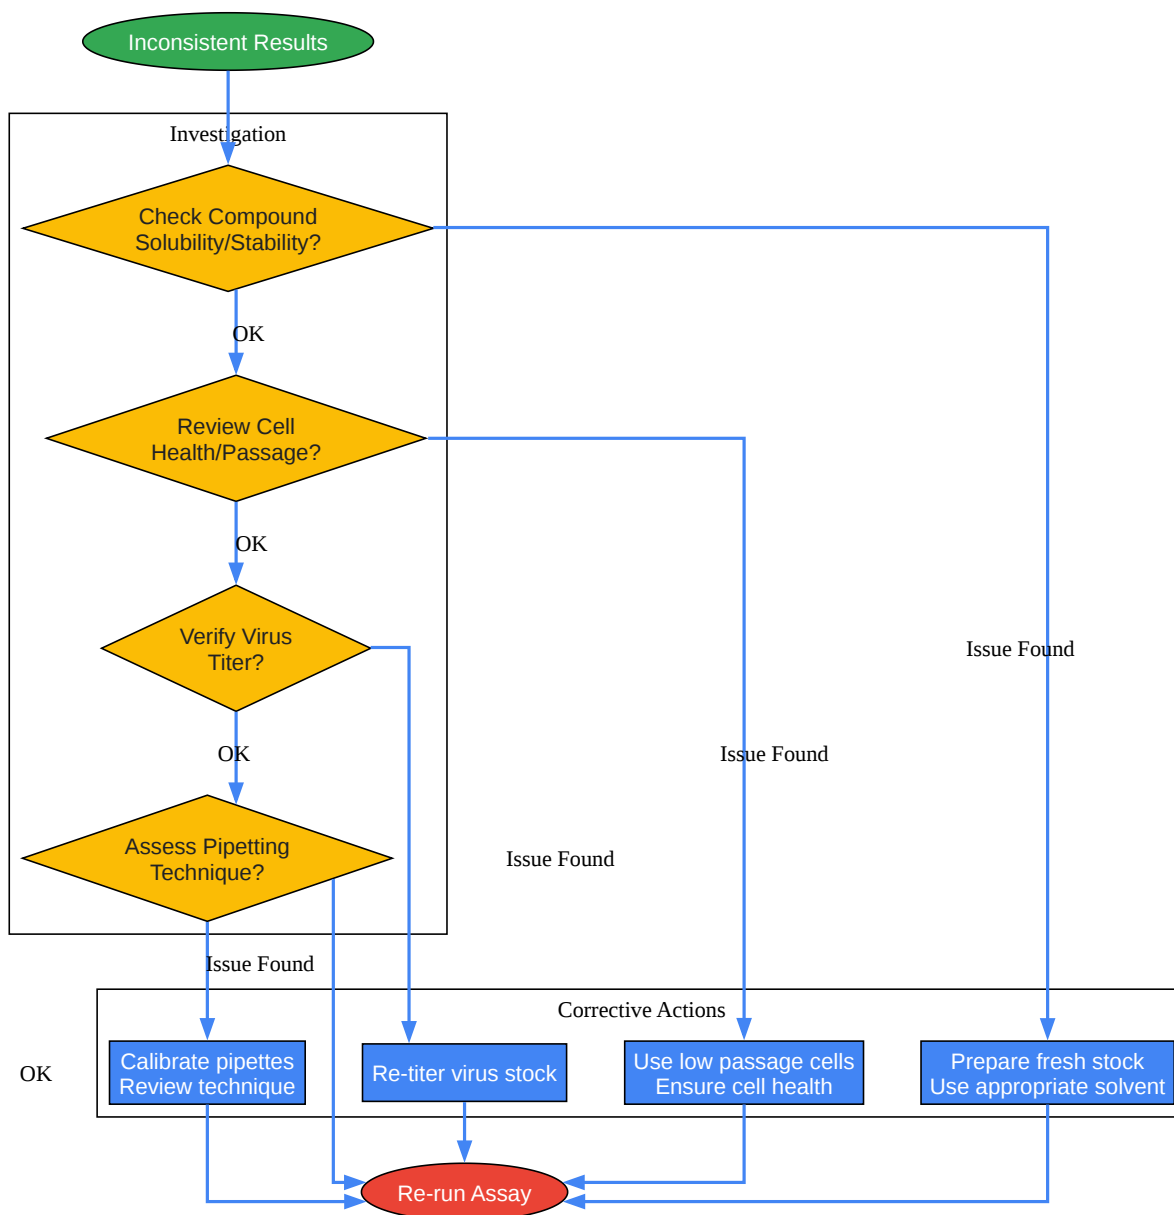 Inconsistent Results
Investigation
Check Compound
Solubility/Stability?
OK
Review Cell
Health/Passage?
OK
Verify Virus
Titer?
Issue Found
OK
Issue Found
Assess Pipetting
Technique?
Issue Found
Issue Found
Corrective Actions
Calibrate pipettes
Review technique
Re-titer virus stock
Use low passage cells
Ensure cell health
Prepare fresh stock
Use appropriate solvent
OK
Re-run Assay